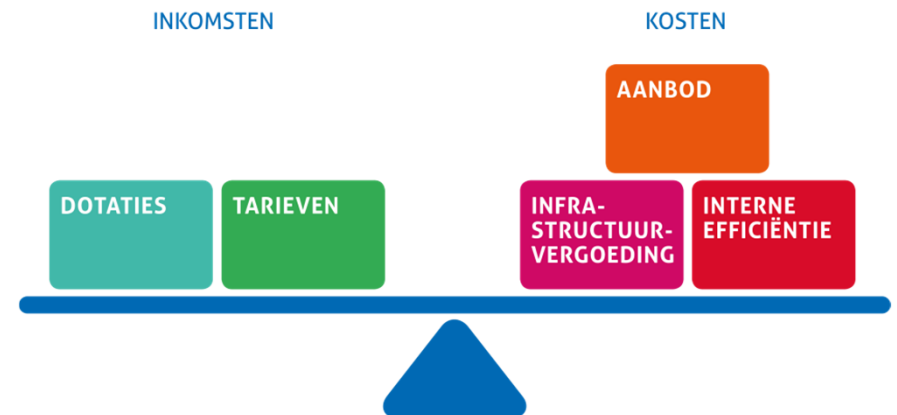 INKOMSTEN
KOSTEN
AANBOD
DOTATIES
TARIEVEN
INFRA-
STRUCTUUR-
VERGOEDING
INTERNE
EFFICIËNTIE